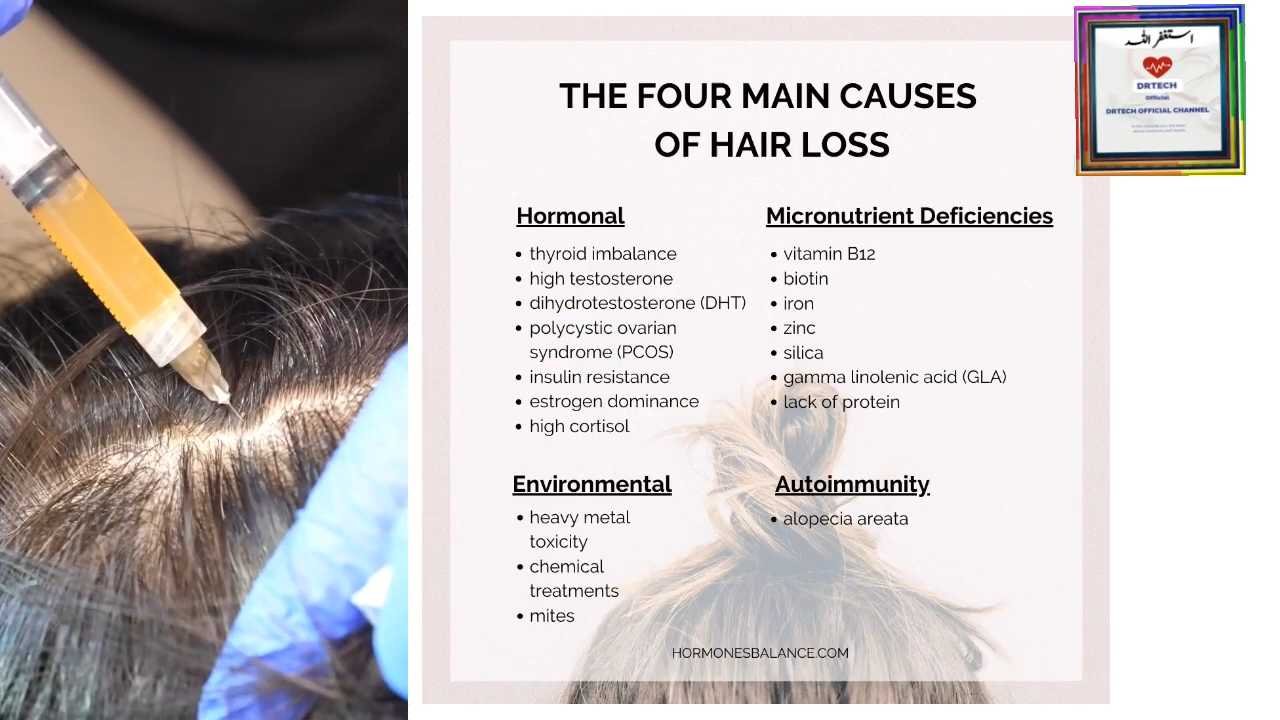 THE FOUR MAIN CAUSES
OF HAIR LOSS
Hormonal
• thyroid imbalance
• high testosterone
• dihydrotestosterone (DHT)
• polycystic ovarian
syndrome (PCOS)
• insulin resistance
• estrogen dominance
• high cortisol
Micronutrient Deficiencies
• vitamin B12
• biotin
• iron
• zinc
• silica
• gamma linolenic acid (GLA)
• lack of protein
Environmental
• heavy metal
toxicity
• chemical
treatments
• mites
Autoimmunity
• alopecia areata
HORMONESBALANCE.COM
استغفر الله
DRTECH
Official
DRTECH OFFICIAL CHANNEL